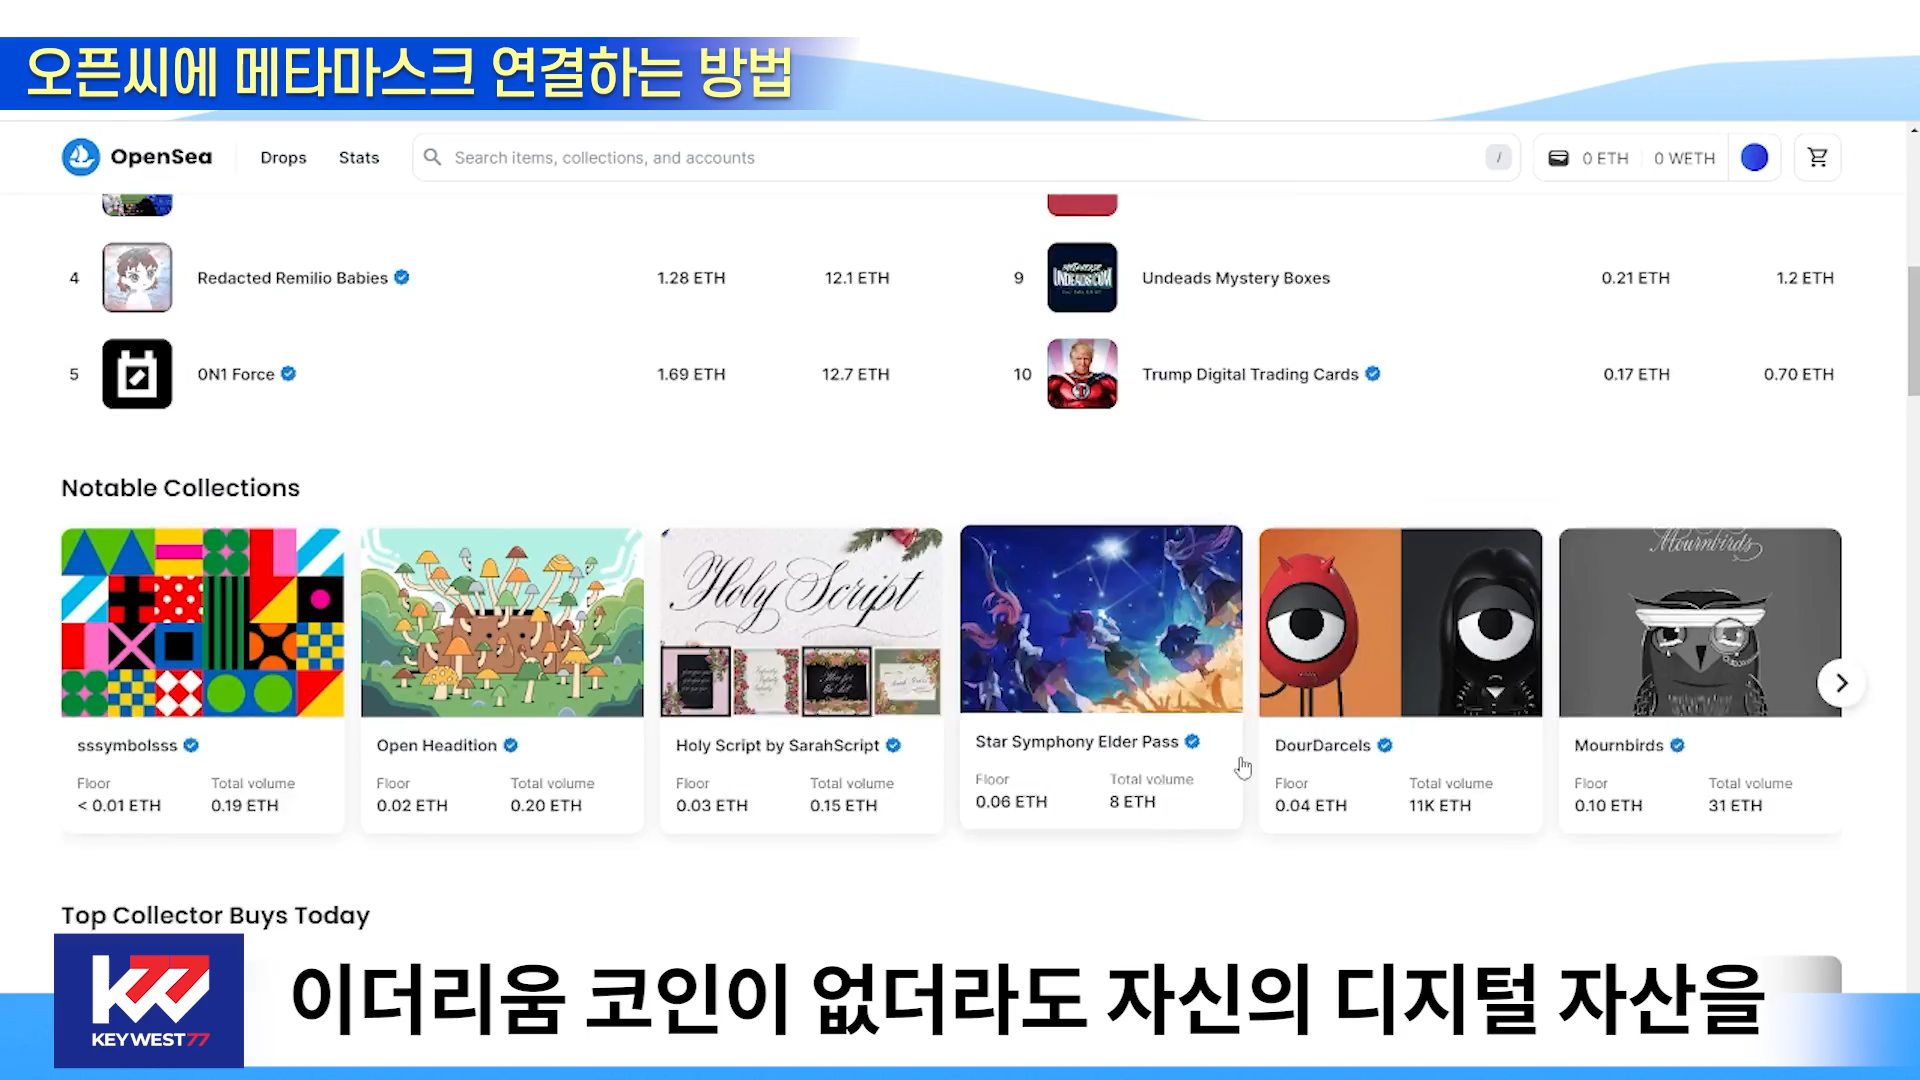 오픈씨에 메타마스크 연결하는 방법
OpenSea Drops Stats Search items, collections, and accounts / 0 ETH 0 WETH
4 Redacted Remilio Babies 1.28 ETH 12.1 ETH
9 Undeads Mystery Boxes 0.21 ETH 1.2 ETH
5 0N1 Force 1.69 ETH 12.7 ETH
10 Trump Digital Trading Cards 0.17 ETH 0.70 ETH
Notable Collections
Holy Script
Mournbirds
sssymbolsss
Floor Total volume
< 0.01 ETH 0.19 ETH
Open Headition
Floor Total volume
0.02 ETH 0.20 ETH
Holy Script by SarahScript
Floor Total volume
0.03 ETH 0.15 ETH
Star Symphony Elder Pass
Floor Total volume
0.06 ETH 8 ETH
DourDarcels
Floor Total volume
0.04 ETH 11K ETH
Mournbirds
Floor Total volume
0.10 ETH 31 ETH
Top Collector Buys Today
K77
KEYWEST77
이더리움 코인이 없더라도 자신의 디지털 자산을